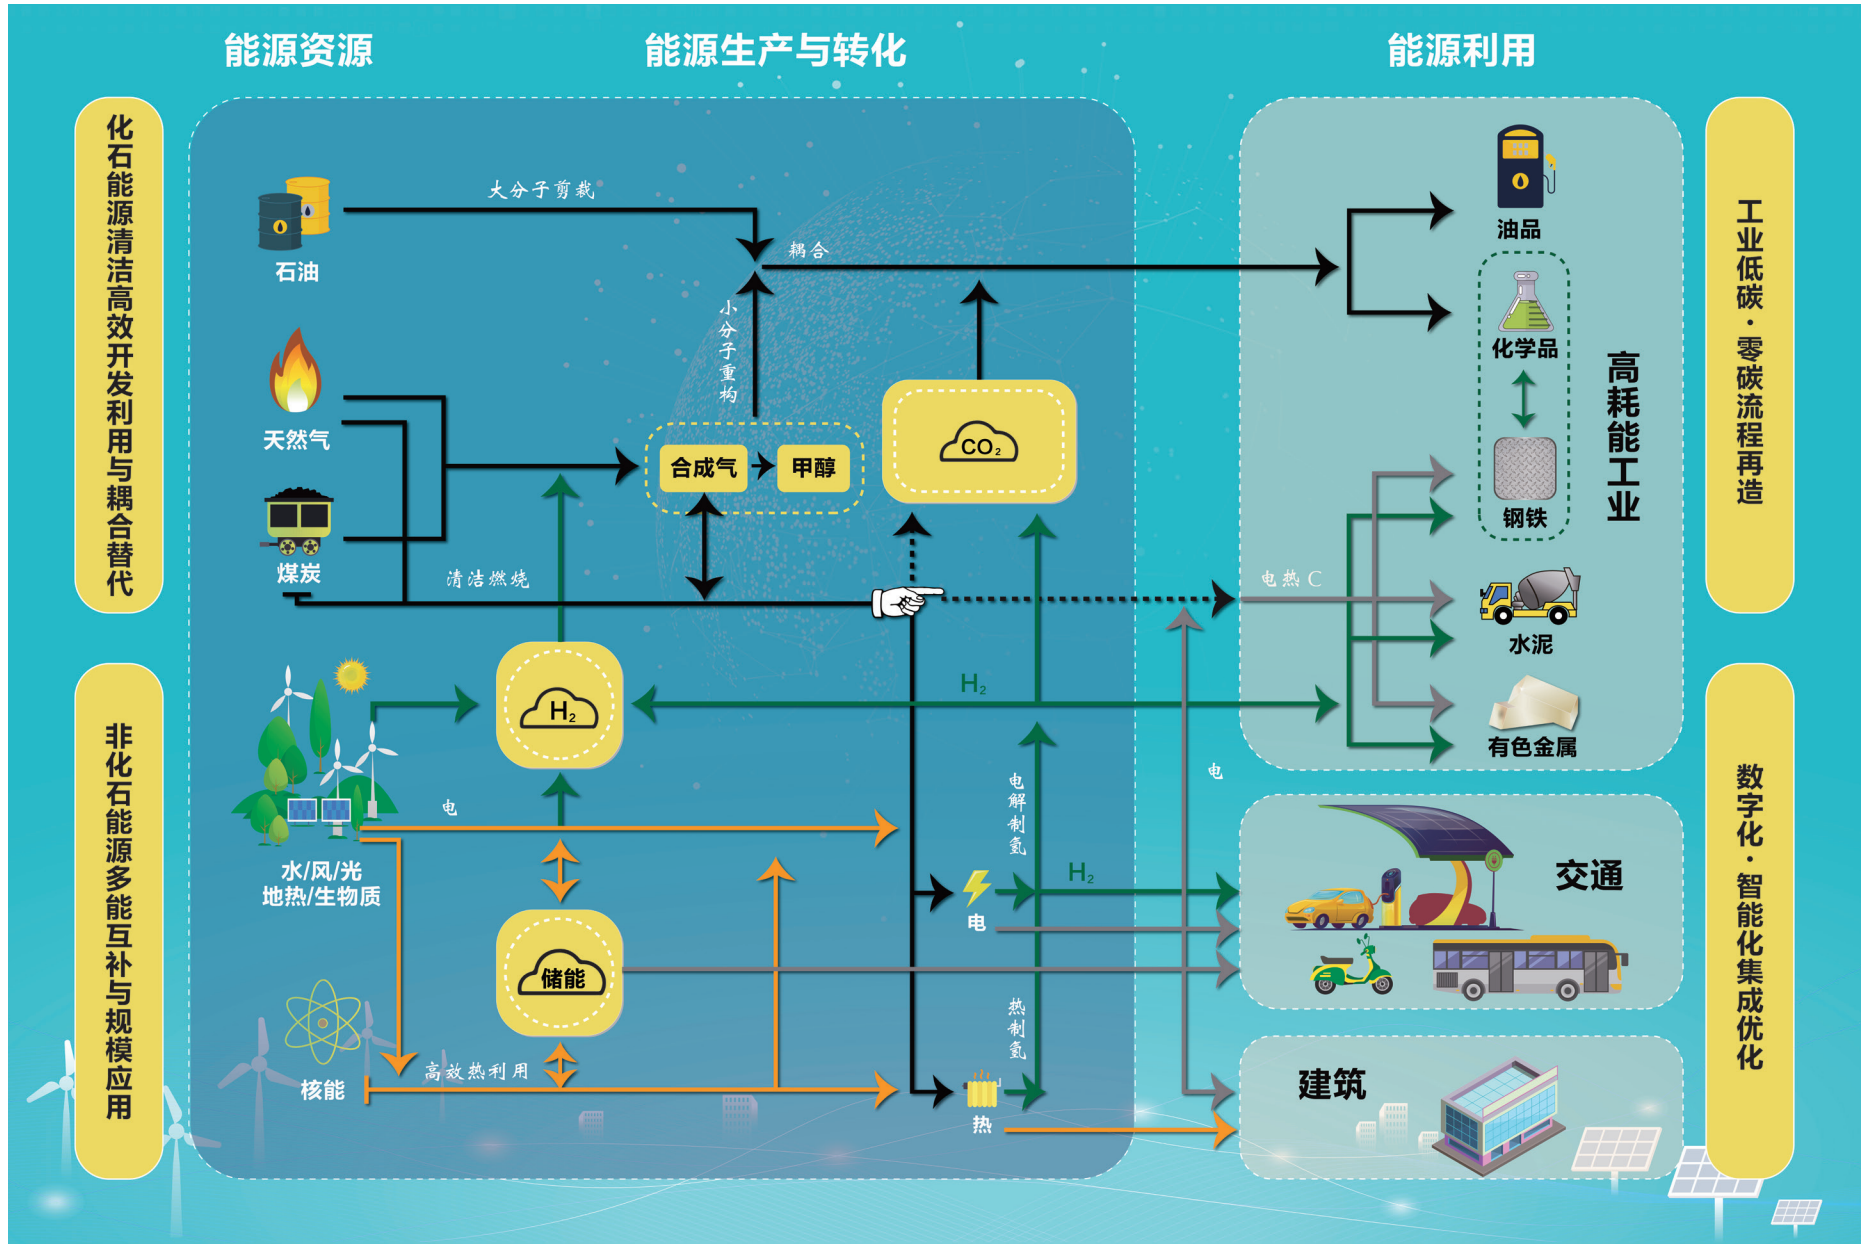 能源资源
能源生产与转化
能源利用
化石能源清洁高效开发利用与耦合替代
非化石能源多能互补与规模应用
石油
天然气
煤炭
水/风/光
地热/生物质
核能
大分子剪裁
耦合
小分子重构
合成气
甲醇
CO₂
清洁燃烧
H₂
H₂
电
电解制氢
H₂
电
储能
热制氢
高效热利用
热
电热C
电
油品
化学品
钢铁
水泥
有色金属
高耗能工业
交通
建筑
工业低碳·零碳流程再造
数字化·智能化集成优化